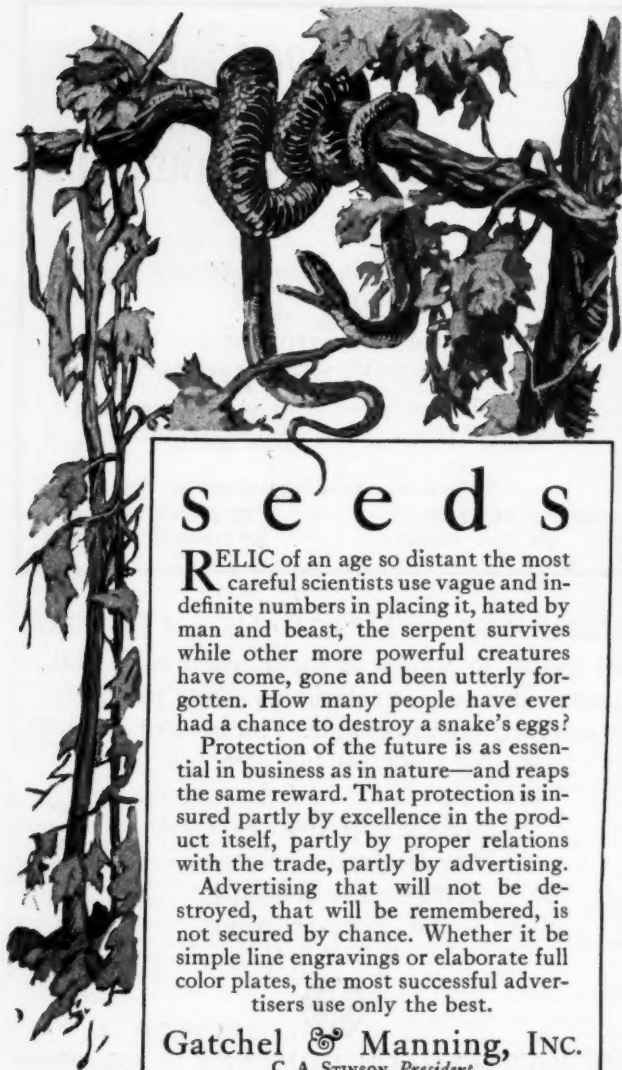 seeds
RELIC of an age so distant the most
careful scientists use vague and in-
definite numbers in placing it, hated by
man and beast, the serpent survives
while other more powerful creatures
have come, gone and been utterly for-
gotten. How many people have ever
had a chance to destroy a snake's eggs?
Protection of the future is as essen-
tial in business as in nature—and reaps
the same reward. That protection is in-
sured partly by excellence in the prod-
uct itself, partly by proper relations
with the trade, partly by advertising.
Advertising that will not be de-
stroyed, that will be remembered, is
not secured by chance. Whether it be
simple line engravings or elaborate full
color plates, the most successful adver-
tisers use only the best.
Gatchel & Manning, INC.
C. A. STINSON, President